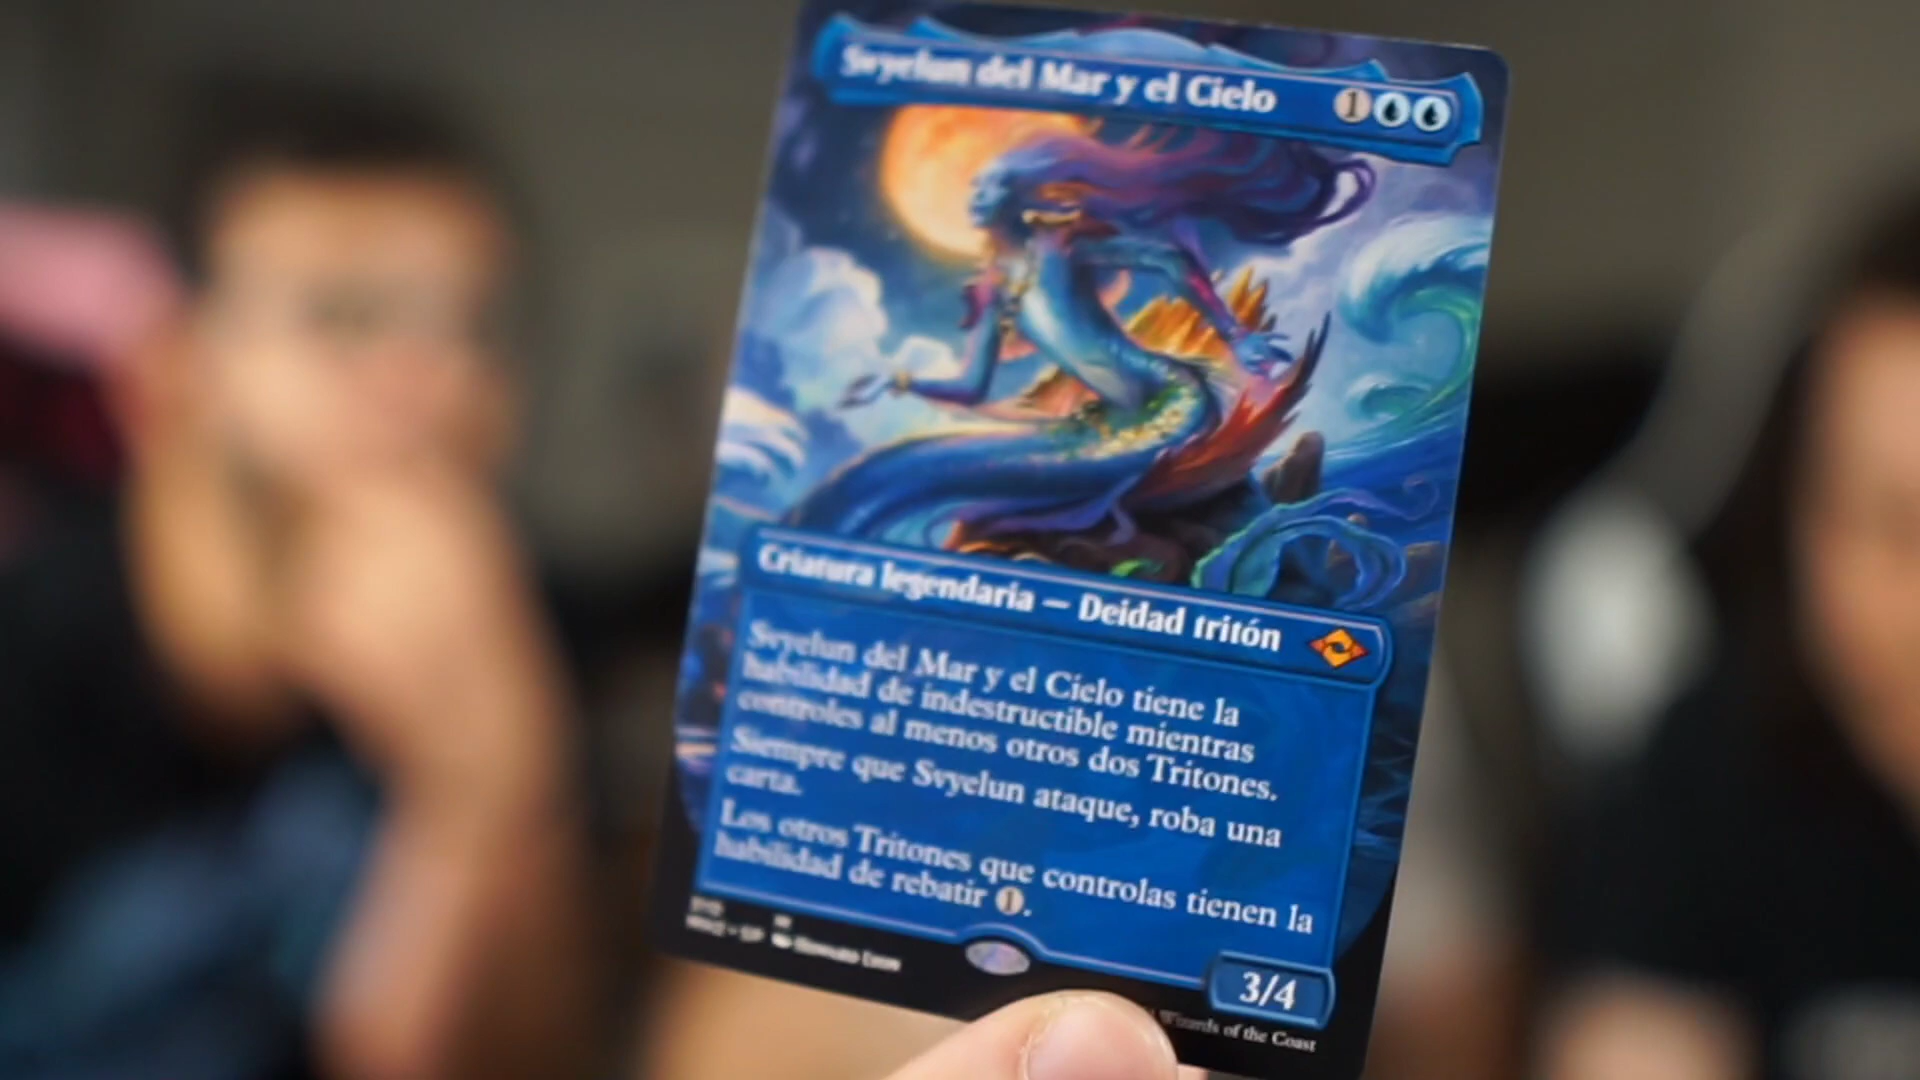 Svyelun del Mar y el Cielo 1
Criatura legendaria — Deidad tritón
Svyelun del Mar y el Cielo tiene la
habilidad de indestructible mientras
controles al menos otros dos Tritones.
Siempre que Svyelun ataque, roba una
carta.
Los otros Tritones que controlas tienen la
habilidad de rebatir 1.
3/4
Wizards of the Coast